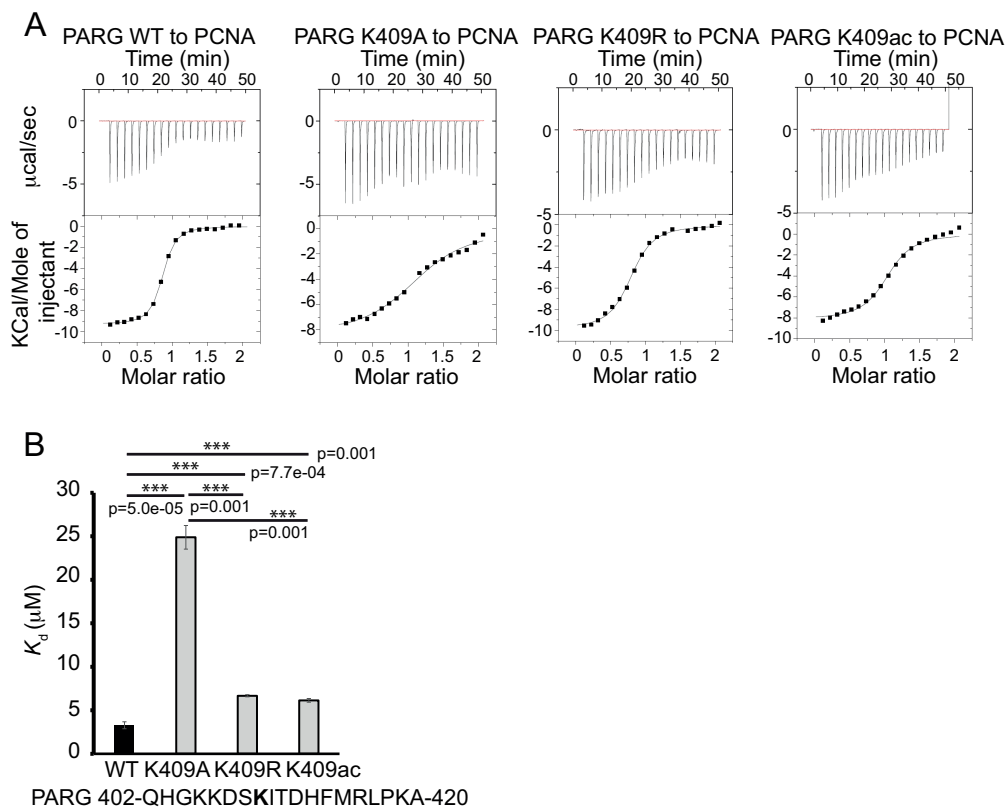 A
PARG WT to PCNA
Time (min)
0 10 20 30 40 50
PARG K409A to PCNA
Time (min)
0 10 20 30 40 50
PARG K409R to PCNA
Time (min)
0 10 20 30 40 50
PARG K409ac to PCNA
Time (min)
0 10 20 30 40 50
µcal/sec
0
-5
0
-5
0
-5
0
-5
KCal/Mole of
injectant
0
-2
-4
-6
-8
-10
0 0.5 1 1.5 2
Molar ratio
0
-2
-4
-6
-8
0 0.5 1 1.5 2
Molar ratio
0
-2
-4
-6
-8
-10
0 0.5 1 1.5 2
Molar ratio
0
-2
-4
-6
-8
-10
0 0.5 1 1.5 2
Molar ratio
B
*** p=0.001
*** p=7.7e-04
*** ***
p=5.0e-05 p=0.001
***
p=0.001
Kd (µM)
30
25
20
15
10
5
0
WT K409A K409R K409ac
PARG 402-QHGKKDSKITDHFMRLPKA-420